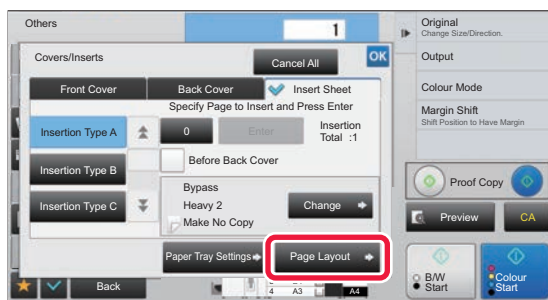 Others
1
Original
Change Size/Direction.
Covers/Inserts
Cancel All
OK
Output
Front Cover
Back Cover
Insert Sheet
Colour Mode
Specify Page to Insert and Press Enter
Margin Shift
Shift Position to Have Margin
Insertion Type A
0
Enter
Insertion
Total :1
Insertion Type B
Before Back Cover
Bypass
Proof Copy
Insertion Type C
Heavy 2
Change
Make No Copy
Preview
CA
Paper Tray Settings
Page Layout
B/W
Start
Colour
Start
Back
4 A3
A4